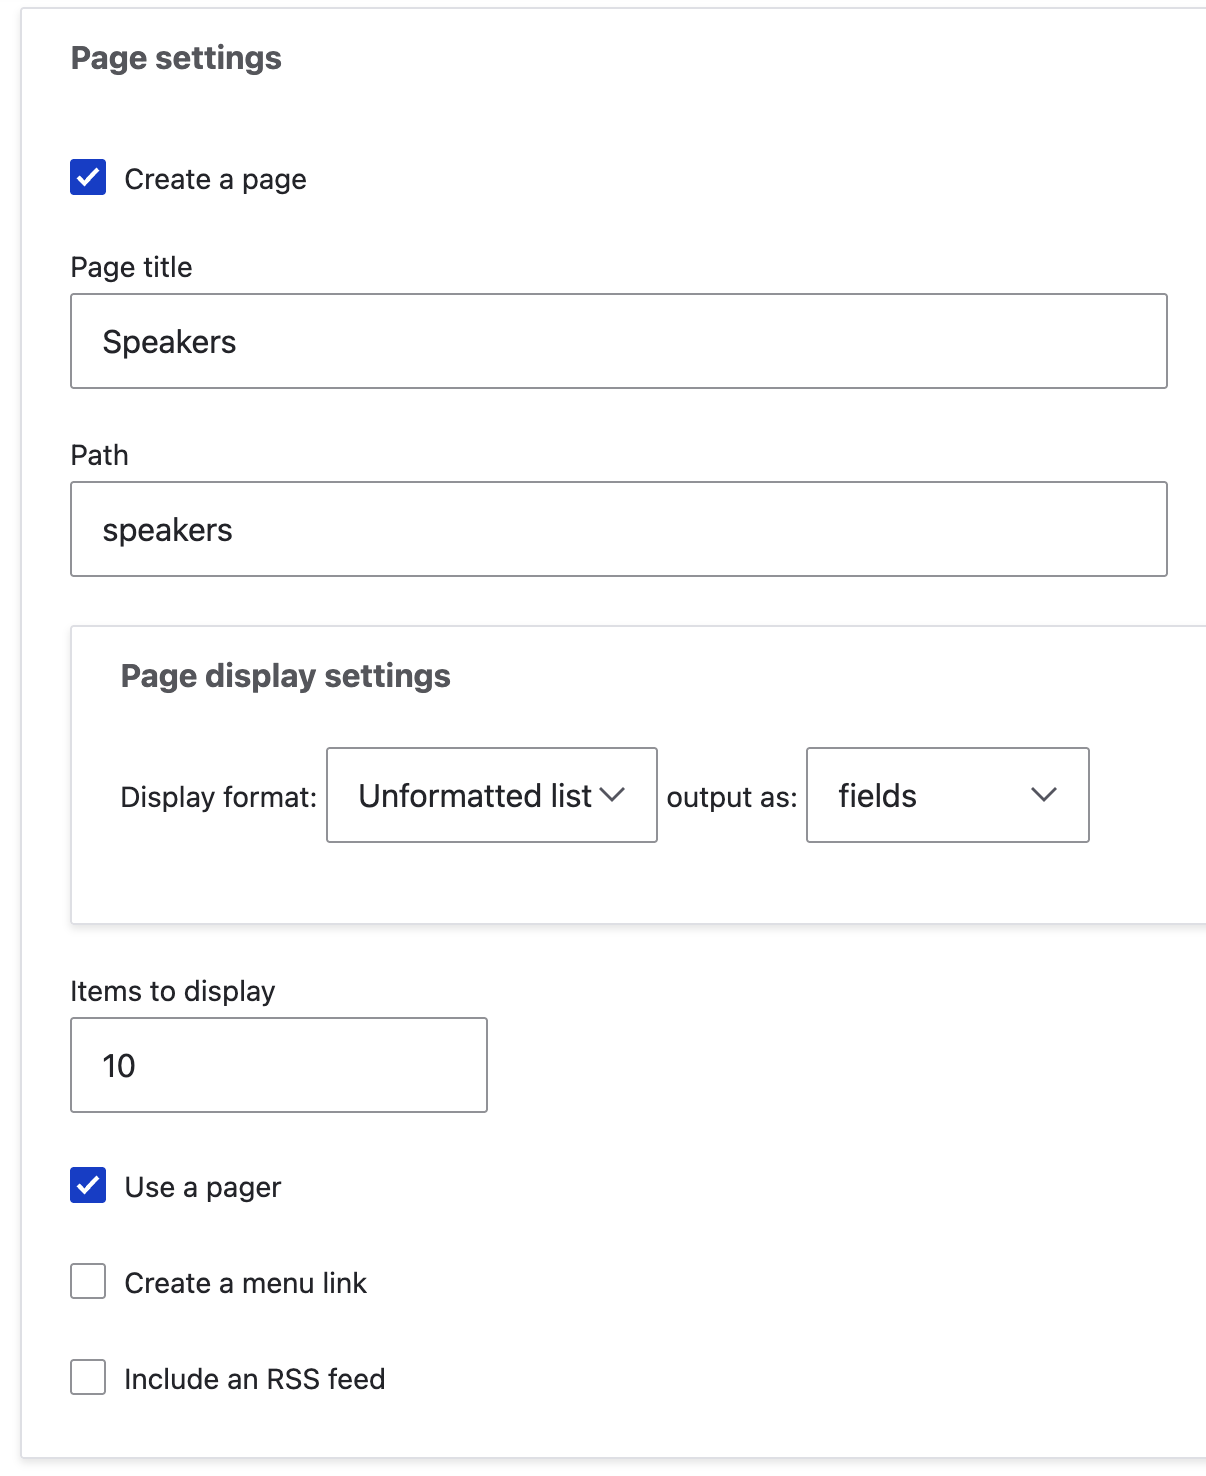 Page settings
Create a page
Page title
Speakers
Path
speakers
Page display settings
Display format: Unformatted list output as: fields
Items to display
10
Use a pager
Create a menu link
Include an RSS feed